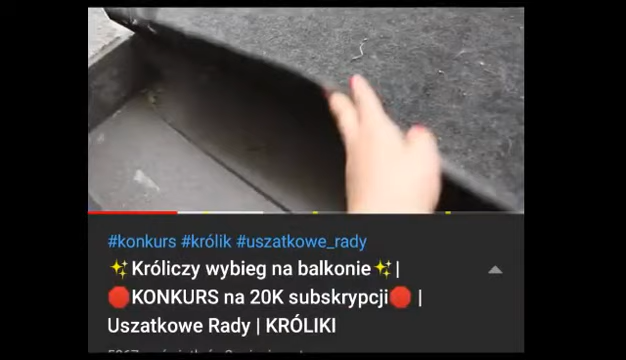 #konkurs #królik #uszatkowe_rady
✨Króliczy wybieg na balkonie✨|
🛑KONKURS na 20K subskrypcji🛑 |
Uszatkowe Rady | KRÓLIKI